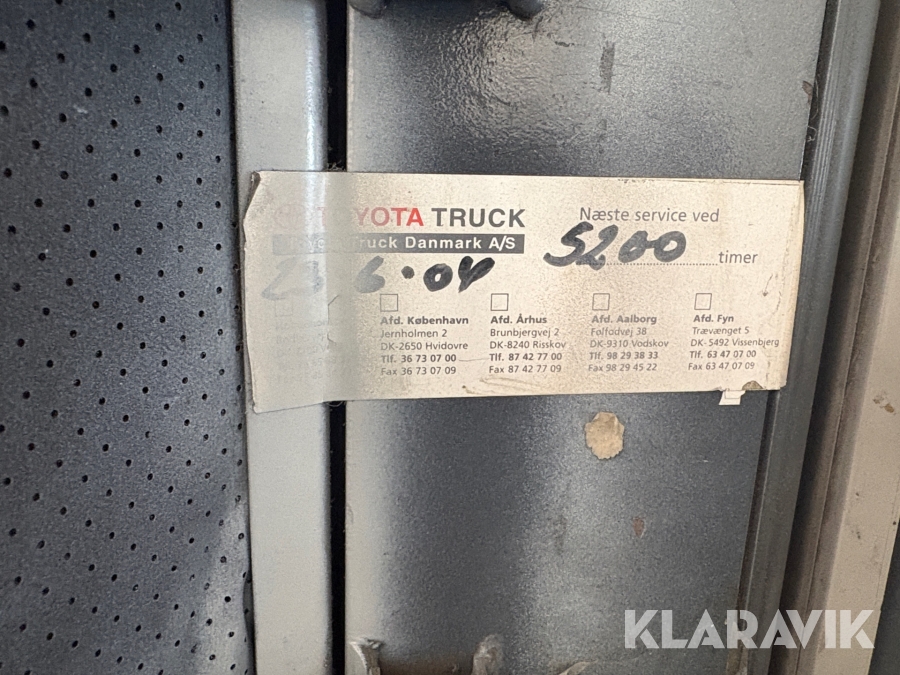 TOYOTA TRUCK
Toyota Truck Danmark A/S
Næste service ved
5200 timer
6.04
Afd. København
Jernholmen 2
DK-2650 Hvidovre
Tlf. 36 73 07 00
Fax 36 73 07 09
Afd. Århus
Brunbjergvej 2
DK-8240 Risskov
Tlf. 87 42 77 00
Fax 87 42 77 09
Afd. Aalborg
Folfodvej 38
DK-9310 Vodskov
Tlf. 98 29 38 33
Fax 98 29 45 22
Afd. Fyn
Trævænget 5
DK-5492 Vissenbjerg
Tlf. 63 47 07 00
Fax 63 47 07 09
KLARAVIK